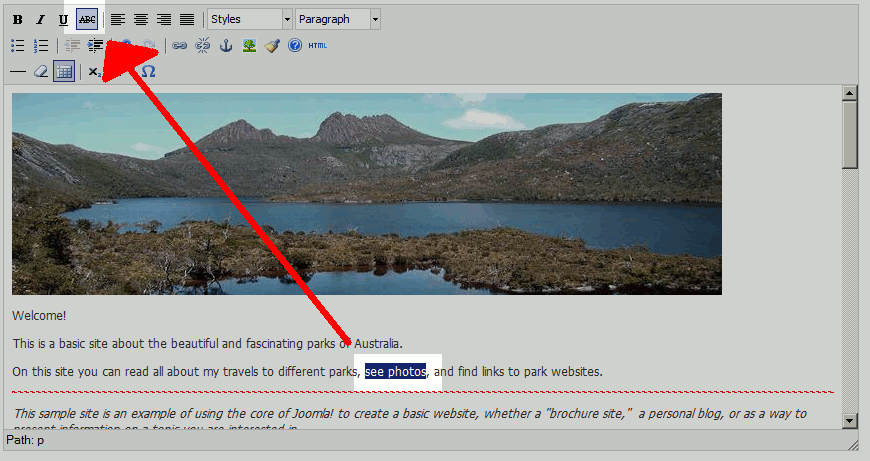 B I U ABC Styles Paragraph
HTML
Ω
Welcome!
This is a basic site about the beautiful and fascinating parks of Australia.
On this site you can read all about my travels to different parks, see photos, and find links to park websites.
This sample site is an example of using the core of Joomla! to create a basic website, whether a "brochure site,"  a personal blog, or as a way to
present information on a topic you are interested in.
Path: p